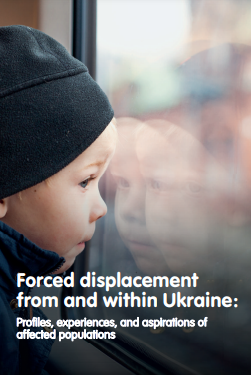 Forced displacement
from and within Ukraine:
Profiles, experiences, and aspirations of
affected populations